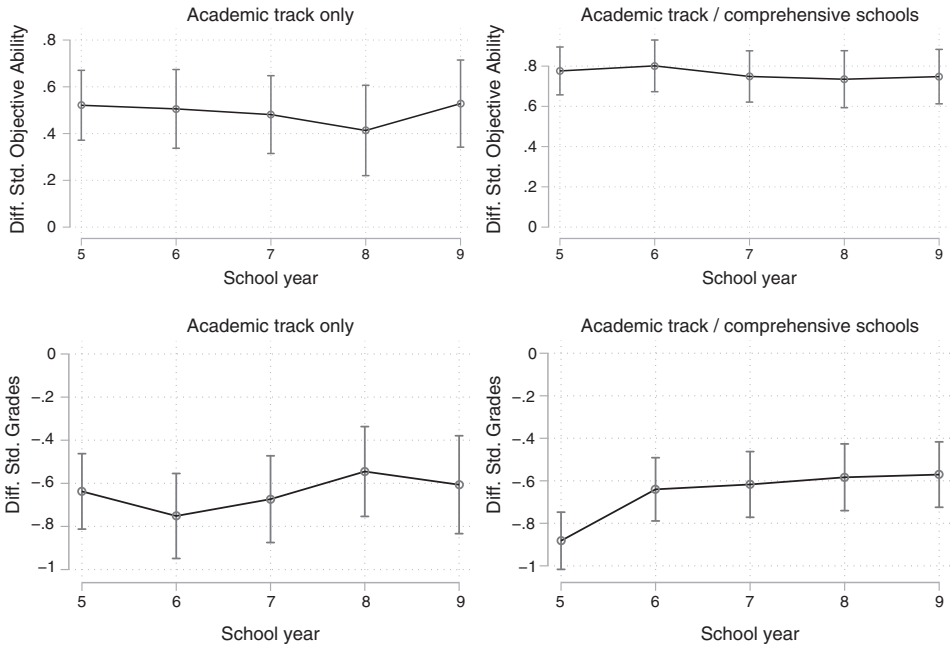 Academic track only
Diff. Std. Objective Ability
.8
.6
.4
.2
0
5 6 7 8 9
School year
Academic track / comprehensive schools
Diff. Std. Objective Ability
.8
.6
.4
.2
0
5 6 7 8 9
School year
Academic track only
Diff. Std. Grades
0
−.2
−.4
−.6
−.8
−1
5 6 7 8 9
School year
Academic track / comprehensive schools
Diff. Std. Grades
0
−.2
−.4
−.6
−.8
−1
5 6 7 8 9
School year